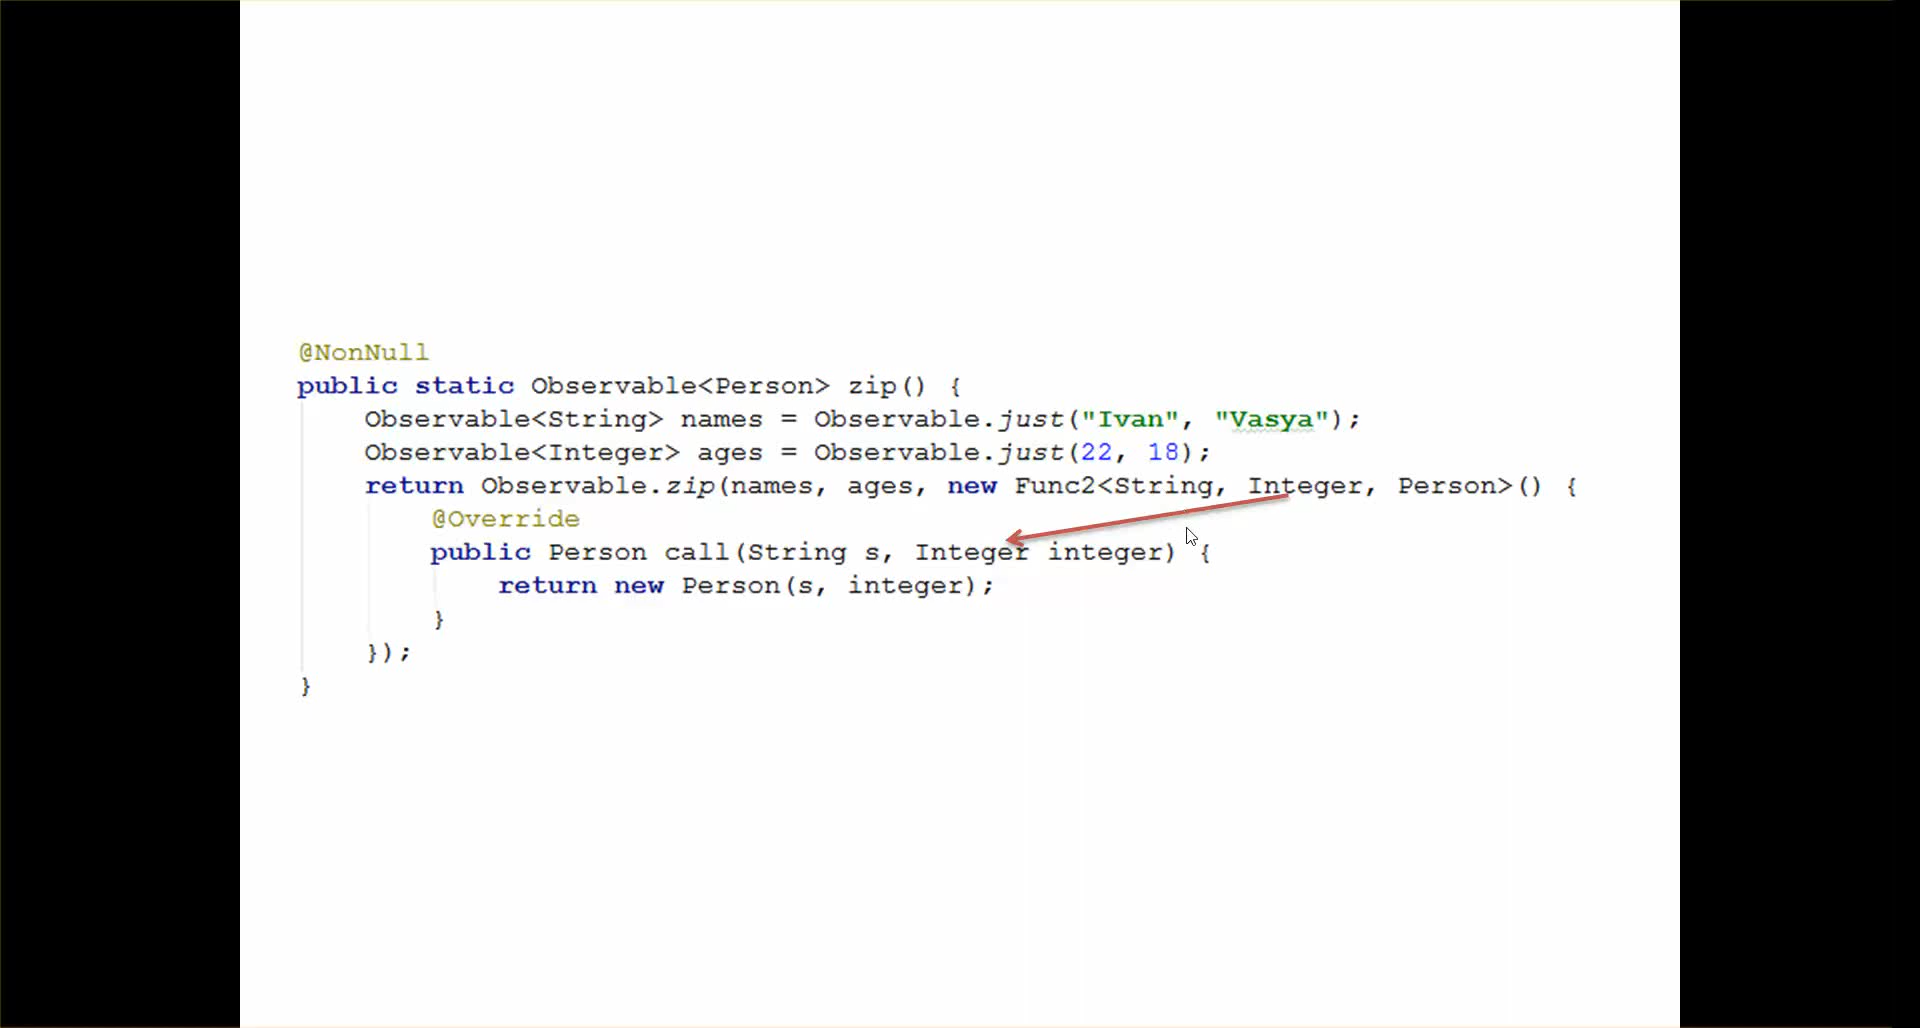 @NonNull
public static Observable<Person> zip() {
Observable<String> names = Observable.just("Ivan", "Vasya");
Observable<Integer> ages = Observable.just(22, 18);
return Observable.zip(names, ages, new Func2<String, Integer, Person>() {
@Override
public Person call(String s, Integer integer) {
return new Person(s, integer);
}
});
}